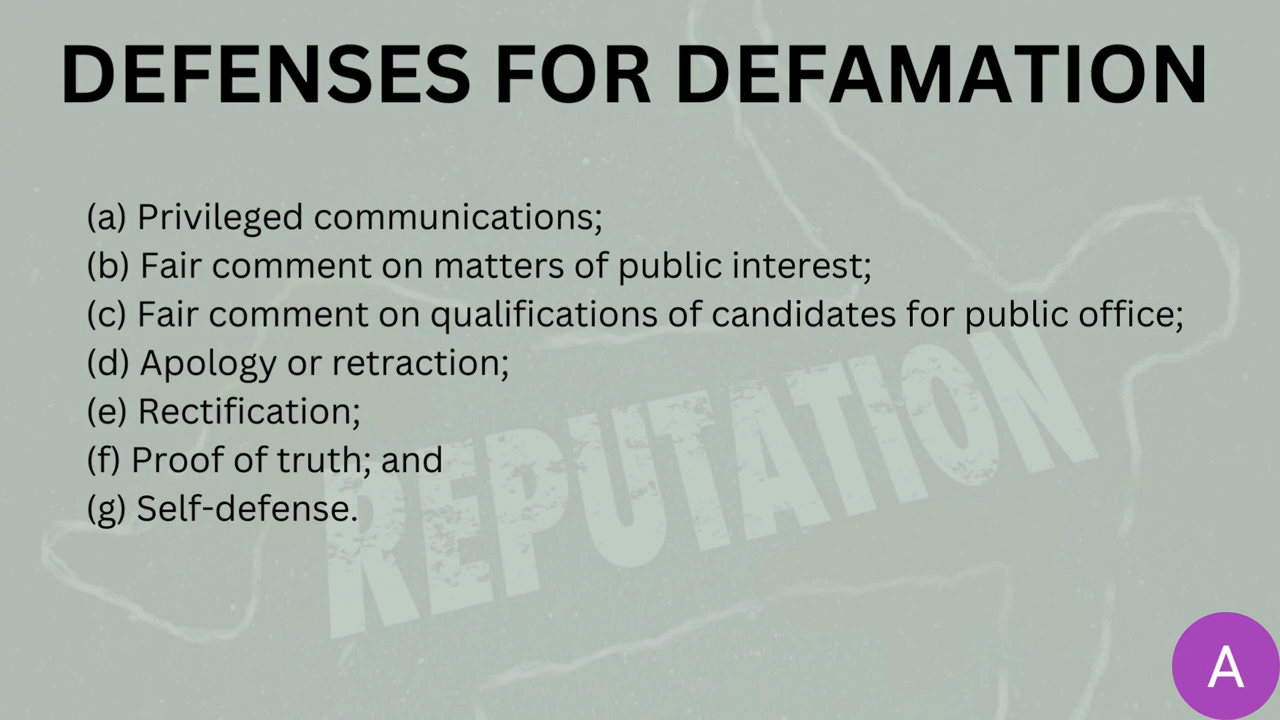 DEFENSES FOR DEFAMATION
(a) Privileged communications;
(b) Fair comment on matters of public interest;
(c) Fair comment on qualifications of candidates for public office;
(d) Apology or retraction;
(e) Rectification;
(f) Proof of truth; and
(g) Self-defense.
REPUTATION
A